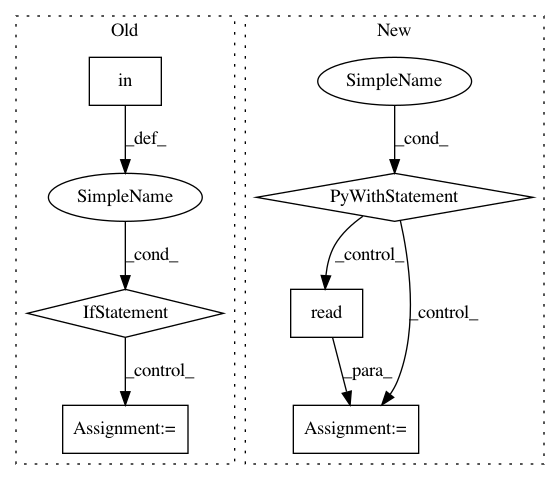 Old
New
in
SimpleName
_def_
_cond_
SimpleName
PyWithStatement
_cond_
_control_
IfStatement
read
_control_
_control_
_para_
Assignment:=
Assignment:=